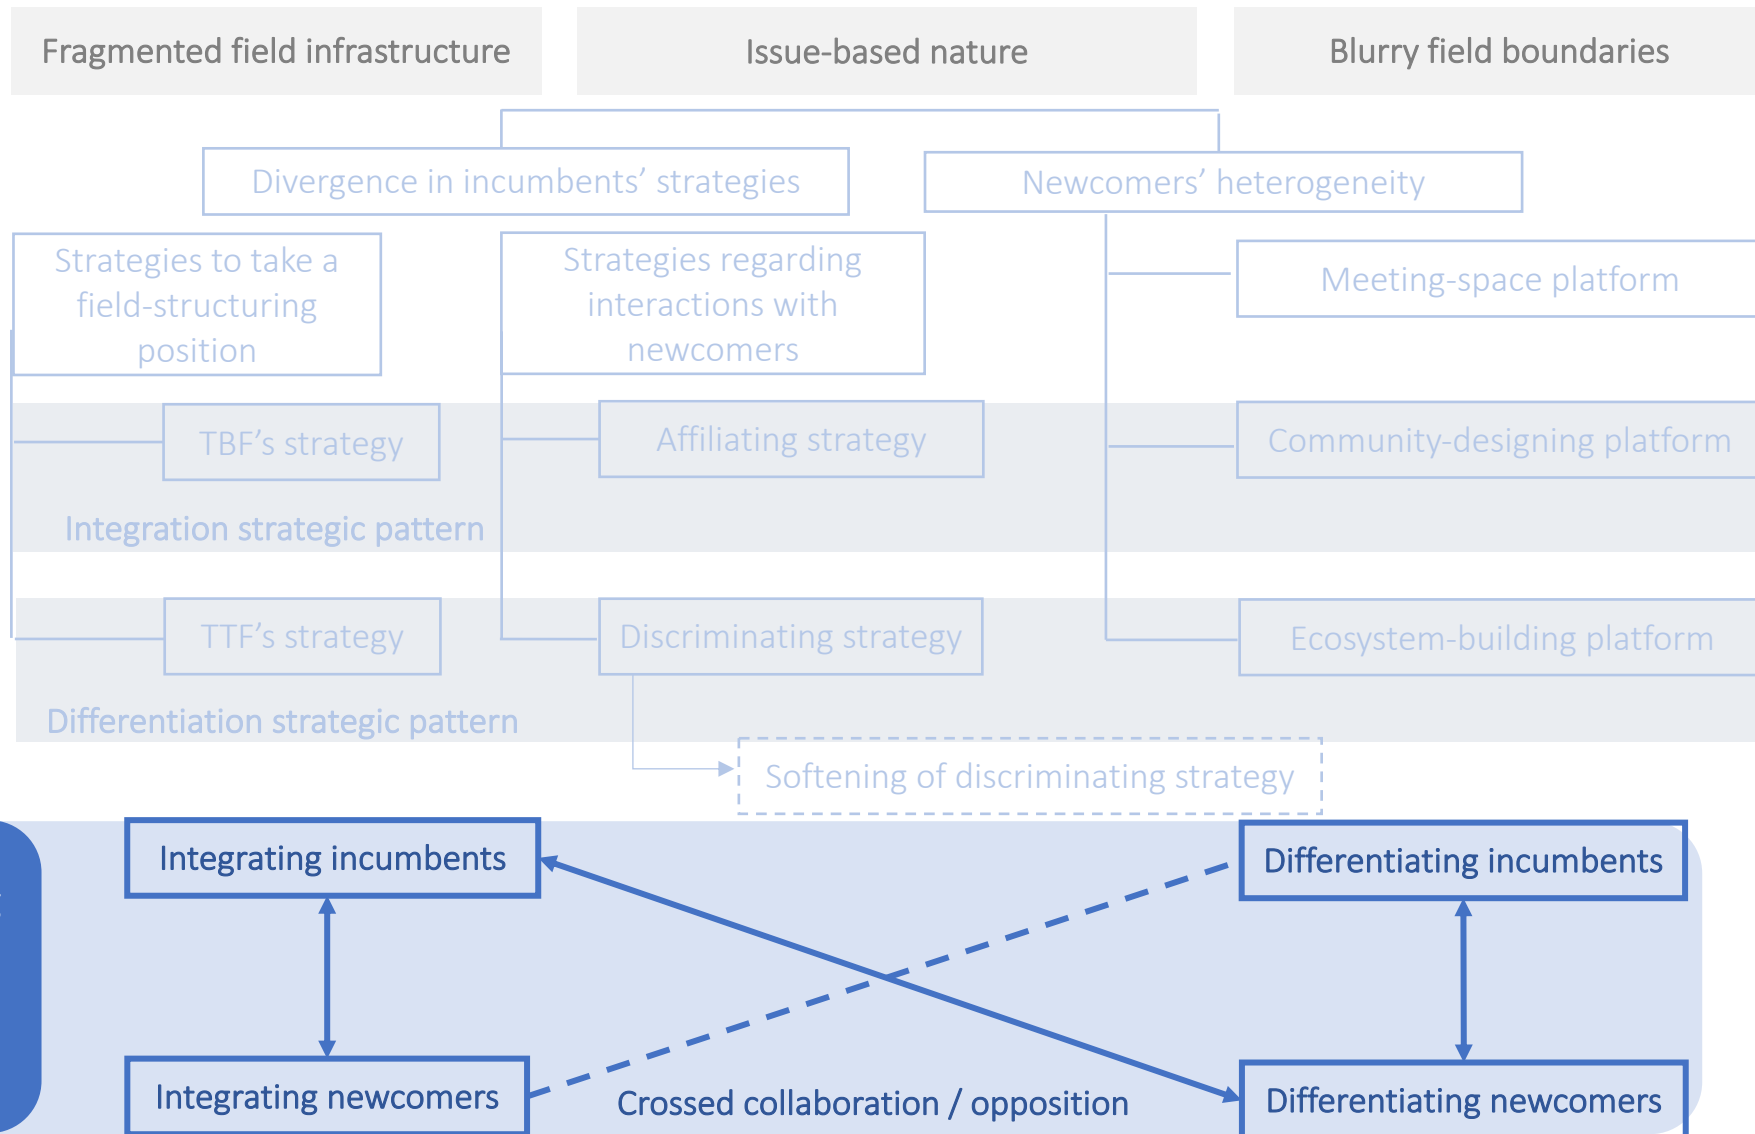 Fragmented field infrastructure
Issue-based nature
Blurry field boundaries
Divergence in incumbents’ strategies
Newcomers’ heterogeneity
Strategies to take a
field-structuring
position
Strategies regarding
interactions with
newcomers
Meeting-space platform
TBF’s strategy
Affiliating strategy
Community-designing platform
Integration strategic pattern
TTF’s strategy
Discriminating strategy
Ecosystem-building platform
Differentiation strategic pattern
Softening of discriminating strategy
Integrating incumbents
Differentiating incumbents
Integrating newcomers
Crossed collaboration / opposition
Differentiating newcomers